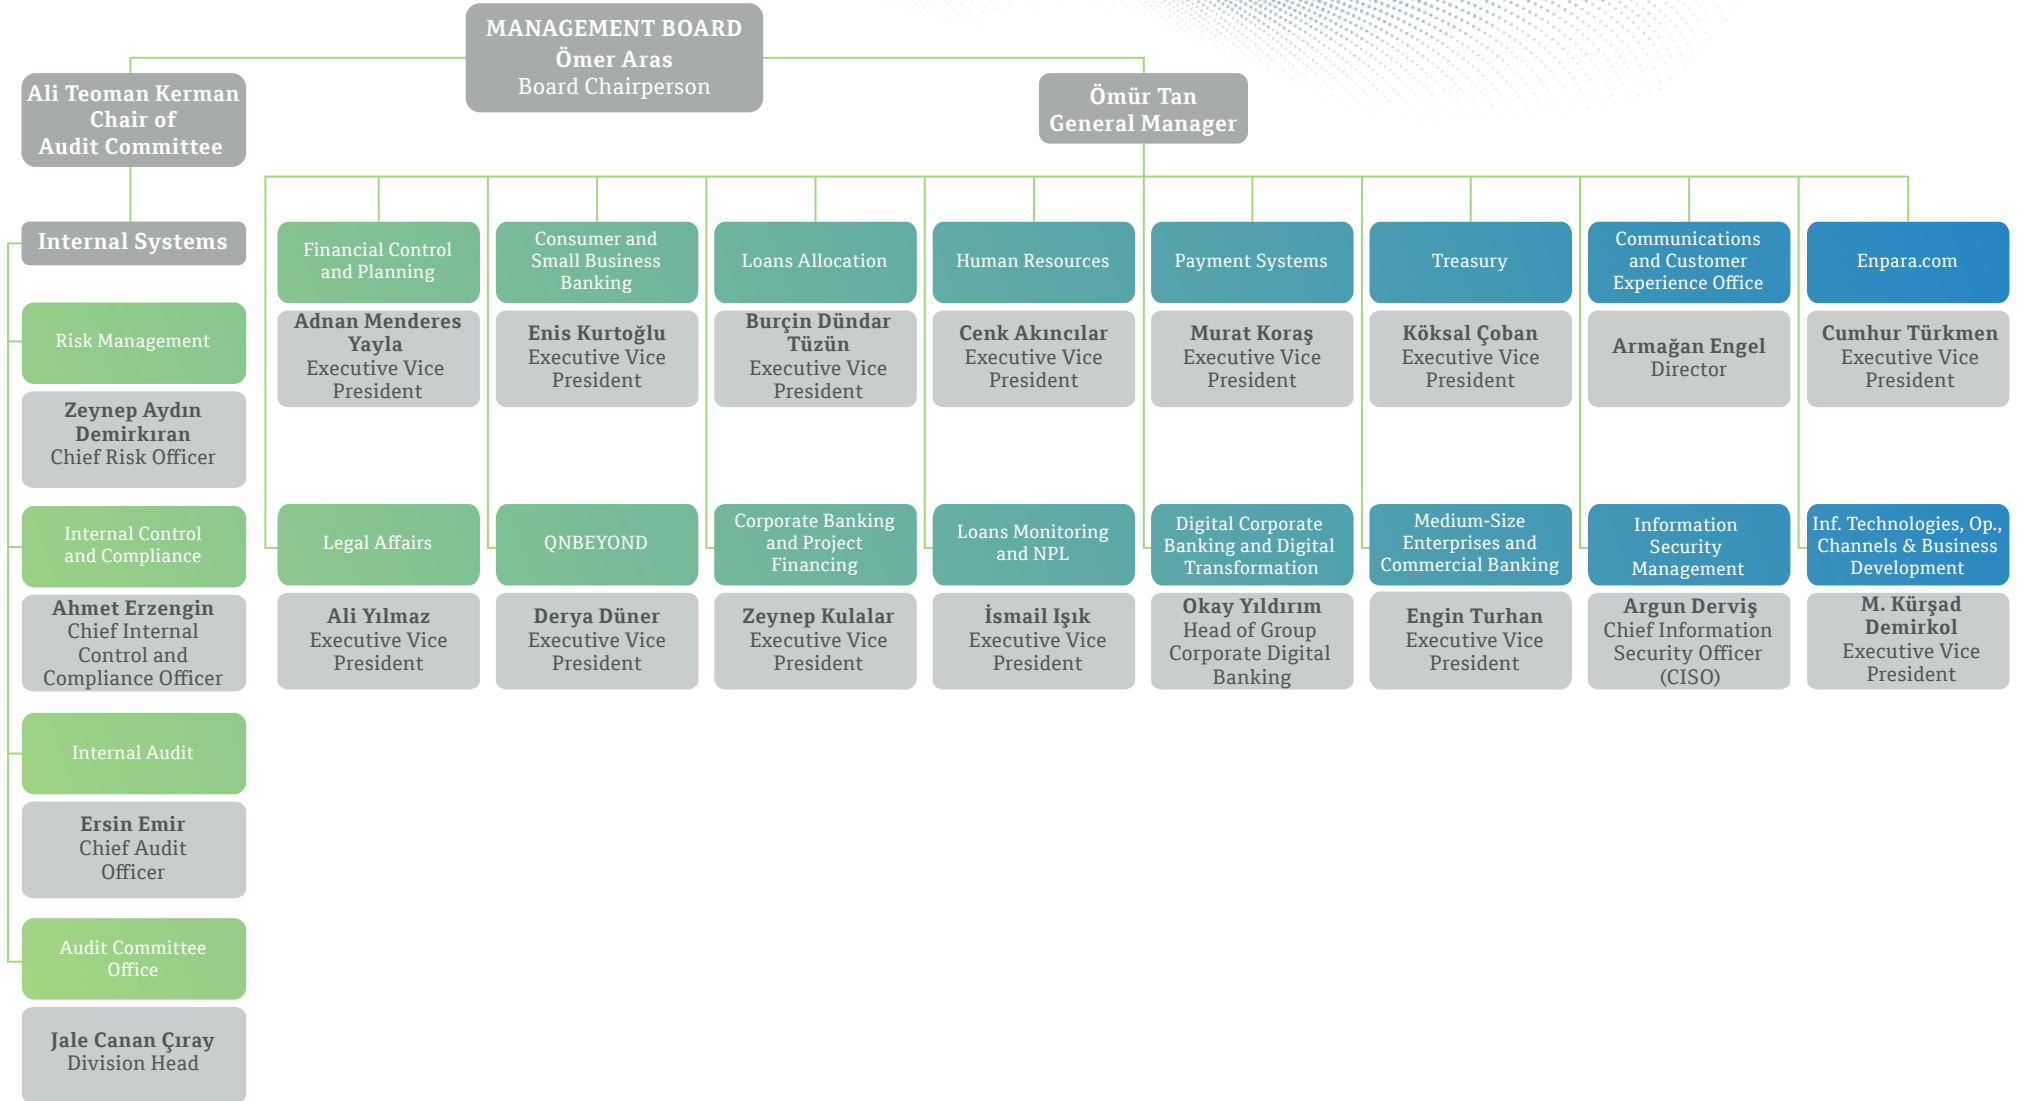 MANAGEMENT BOARD
Ömer Aras
Board Chairperson
Ali Teoman Kerman
Chair of
Audit Committee
Ömür Tan
General Manager
Internal Systems
Risk Management
Zeynep Aydın
Demirkıran
Chief Risk Officer
Internal Control
and Compliance
Ahmet Erzengin
Chief Internal
Control and
Compliance Officer
Internal Audit
Ersin Emir
Chief Audit
Officer
Audit Committee
Office
Jale Canan Çıray
Division Head
Financial Control
and Planning
Adnan Menderes
Yayla
Executive Vice
President
Consumer and
Small Business
Banking
Enis Kurtoğlu
Executive Vice
President
Loans Allocation
Burçin Dündar
Tüzün
Executive Vice
President
Human Resources
Cenk Akıncılar
Executive Vice
President
Payment Systems
Murat Koraş
Executive Vice
President
Treasury
Köksal Çoban
Executive Vice
President
Communications
and Customer
Experience Office
Armağan Engel
Director
Enpara.com
Cumhur Türkmen
Executive Vice
President
Legal Affairs
Ali Yılmaz
Executive Vice
President
QNBEYOND
Derya Düner
Executive Vice
President
Corporate Banking
and Project
Financing
Zeynep Kulalar
Executive Vice
President
Loans Monitoring
and NPL
İsmail Işık
Executive Vice
President
Digital Corporate
Banking and Digital
Transformation
Okay Yıldırım
Head of Group
Corporate Digital
Banking
Medium-Size
Enterprises and
Commercial Banking
Engin Turhan
Executive Vice
President
Information
Security
Management
Argun Derviş
Chief Information
Security Officer
(CISO)
Inf. Technologies, Op.,
Channels & Business
Development
M. Kürşad
Demirkol
Executive Vice
President